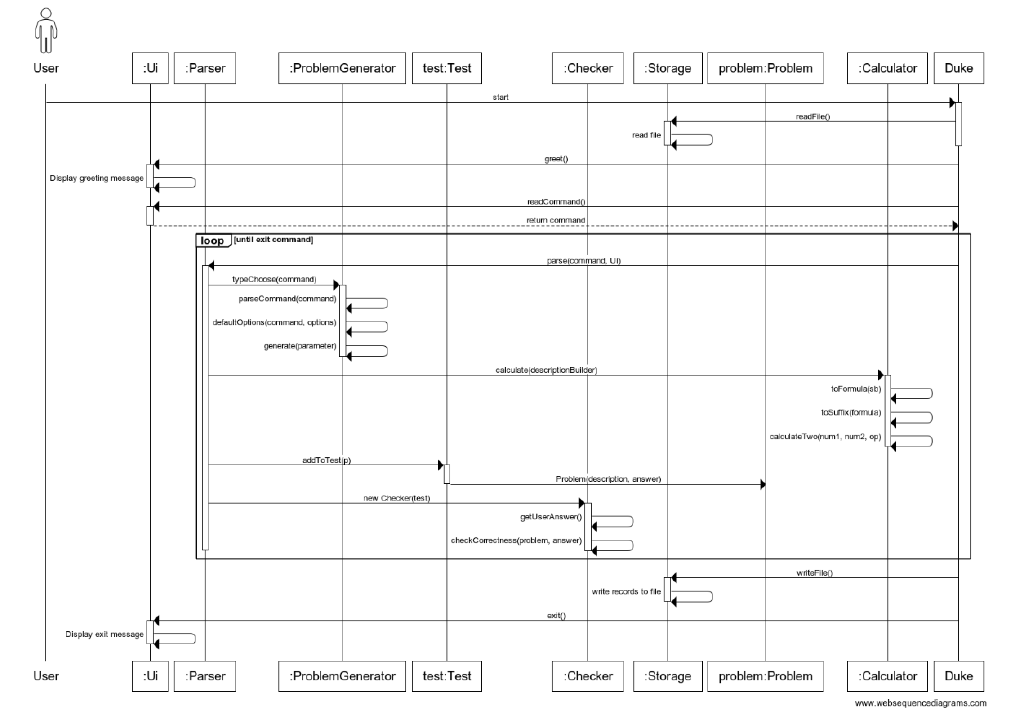 User
:Ui
:Parser
:ProblemGenerator
test:Test
:Checker
:Storage
problem:Problem
:Calculator
Duke
start
readFile()
read file
greet()
Display greeting message
readCommand()
return command
loop
[until exit command]
parse(command, UI)
typeChoose(command)
parseCommand(command)
defaultOptions(command, options)
generate(parameter)
calculate(descriptionBuilder)
toFormula(sb)
toSuffix(formula)
calculateTwo(num1, num2, op)
addToTest(p)
Problem(description, answer)
new Checker(test)
getUserAnswer()
checkCorrectness(problem, answer)
writeFile()
write records to file
exit()
Display exit message
User
:Ui
:Parser
:ProblemGenerator
test:Test
:Checker
:Storage
problem:Problem
:Calculator
Duke
www.websequencediagrams.com